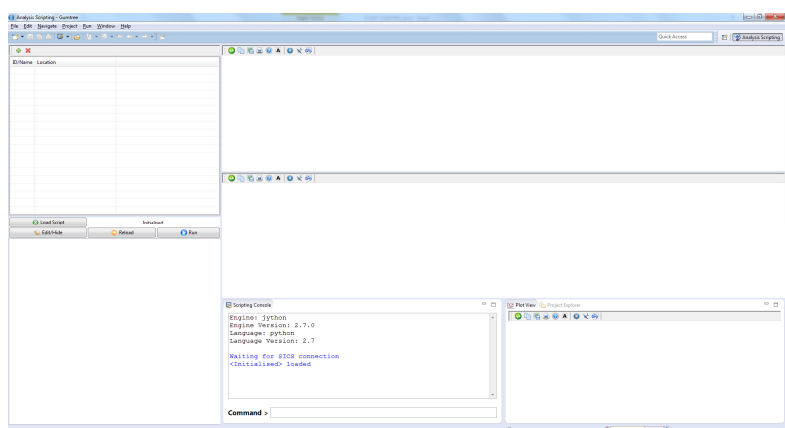 Analysis Scripting - Gumtree
File Edit Navigate Project Run Window Help
Quick Access
Analysis Scripting
ID/Name Location
Load Script
Initialised
Edit/Hide Reload Run
Scripting Console
Engine: jython
Engine Version: 2.7.0
Language: python
Language Version: 2.7
Waiting for SICS connection
<Initialised> loaded
Command >
Plot View Project Explorer